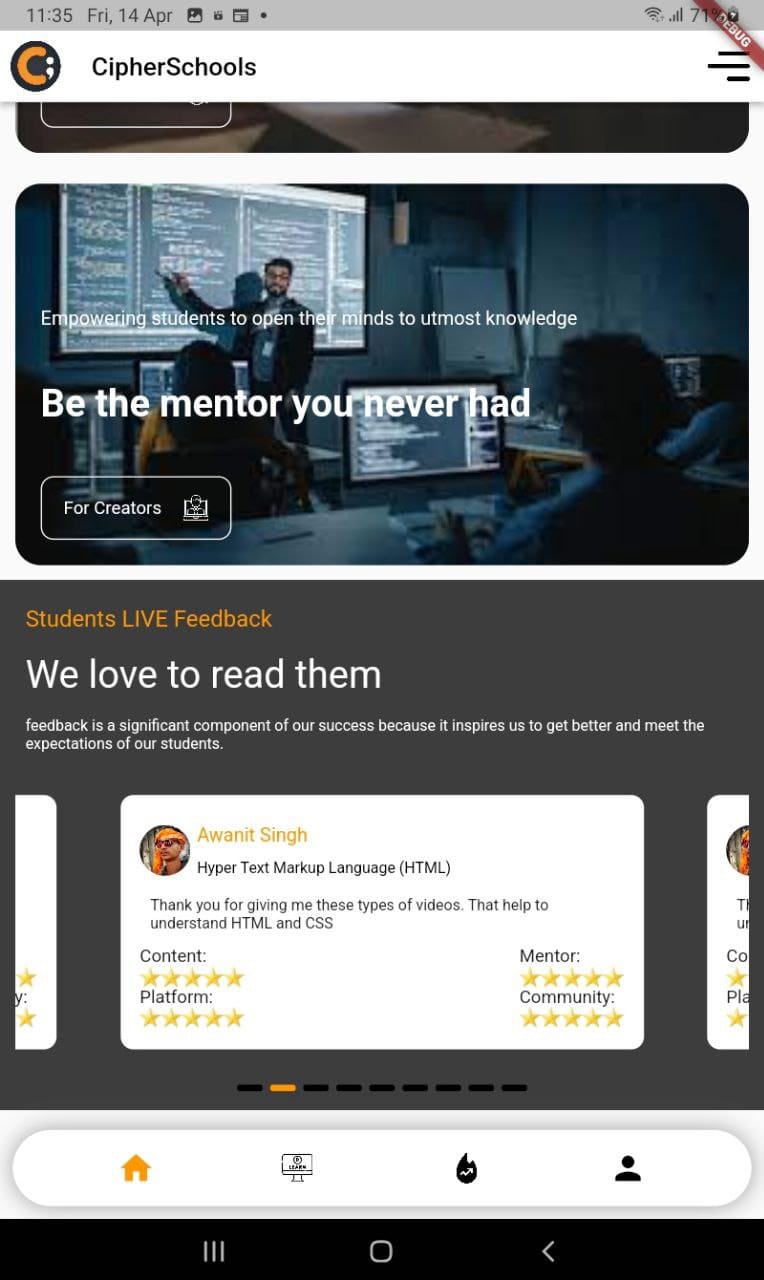 11:35 Fri, 14 Apr
71%
DEBUG
CipherSchools
Empowering students to open their minds to utmost knowledge
Be the mentor you never had
For Creators
Students LIVE Feedback
We love to read them
feedback is a significant component of our success because it inspires us to get better and meet the
expectations of our students.
Awanit Singh
Hyper Text Markup Language (HTML)
Thank you for giving me these types of videos. That help to
understand HTML and CSS
Content:
Mentor:
Platform:
Community:
y:
Th
un
Co
Pla
LEARN